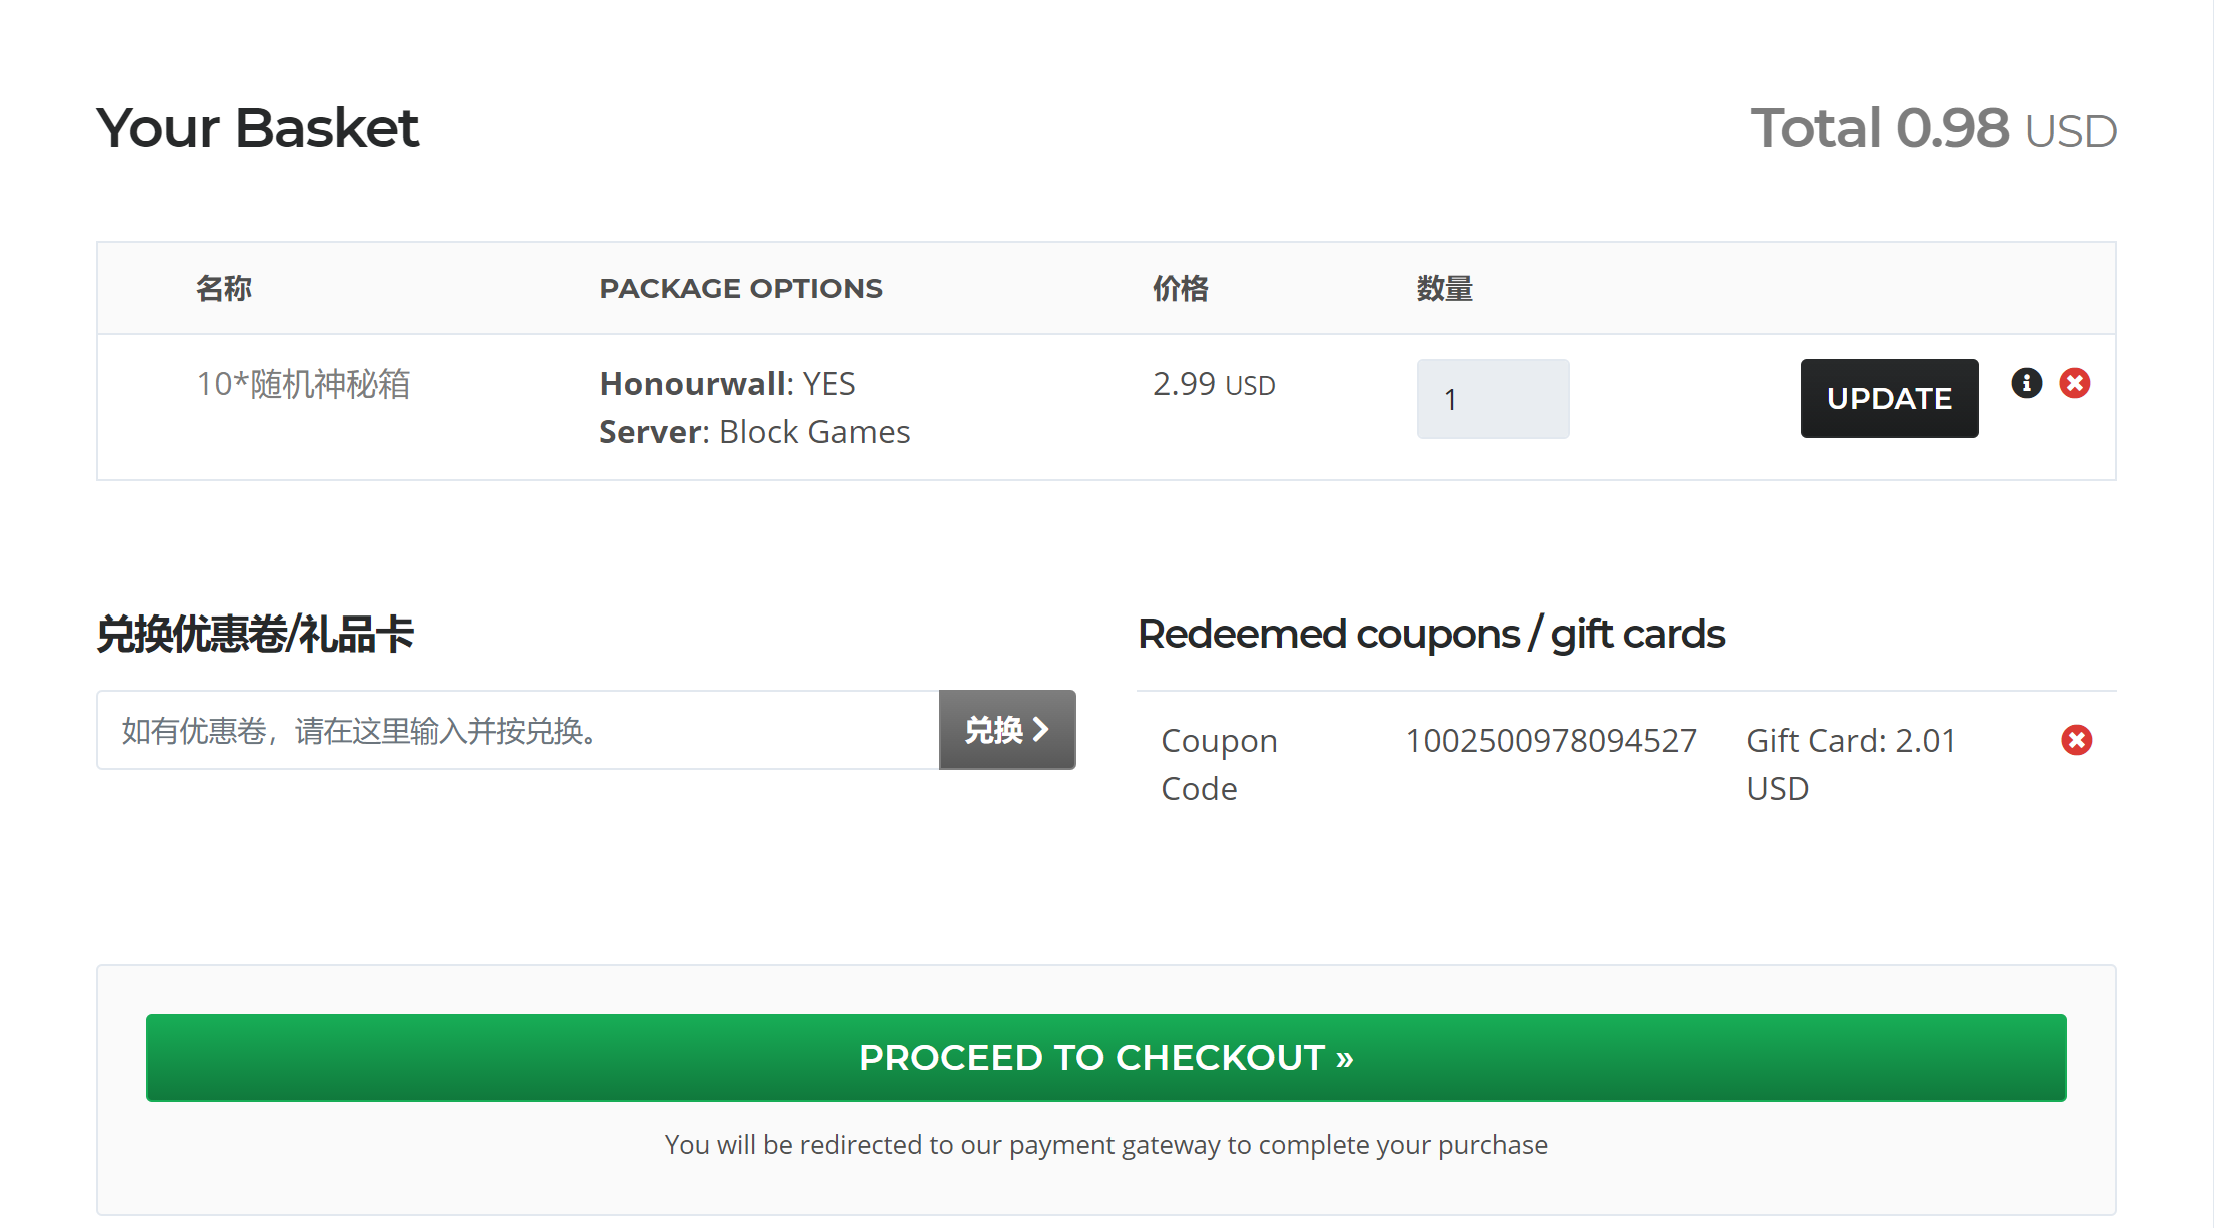 Your Basket
Total 0.98 USD
名称 PACKAGE OPTIONS 价格 数量
10*随机神秘箱 Honourwall: YES 2.99 USD 1 UPDATE
Server: Block Games
兑换优惠卷/礼品卡
如有优惠卷，请在这里输入并按兑换。 兑换
Redeemed coupons / gift cards
Coupon 1002500978094527 Gift Card: 2.01
Code USD
PROCEED TO CHECKOUT »
You will be redirected to our payment gateway to complete your purchase